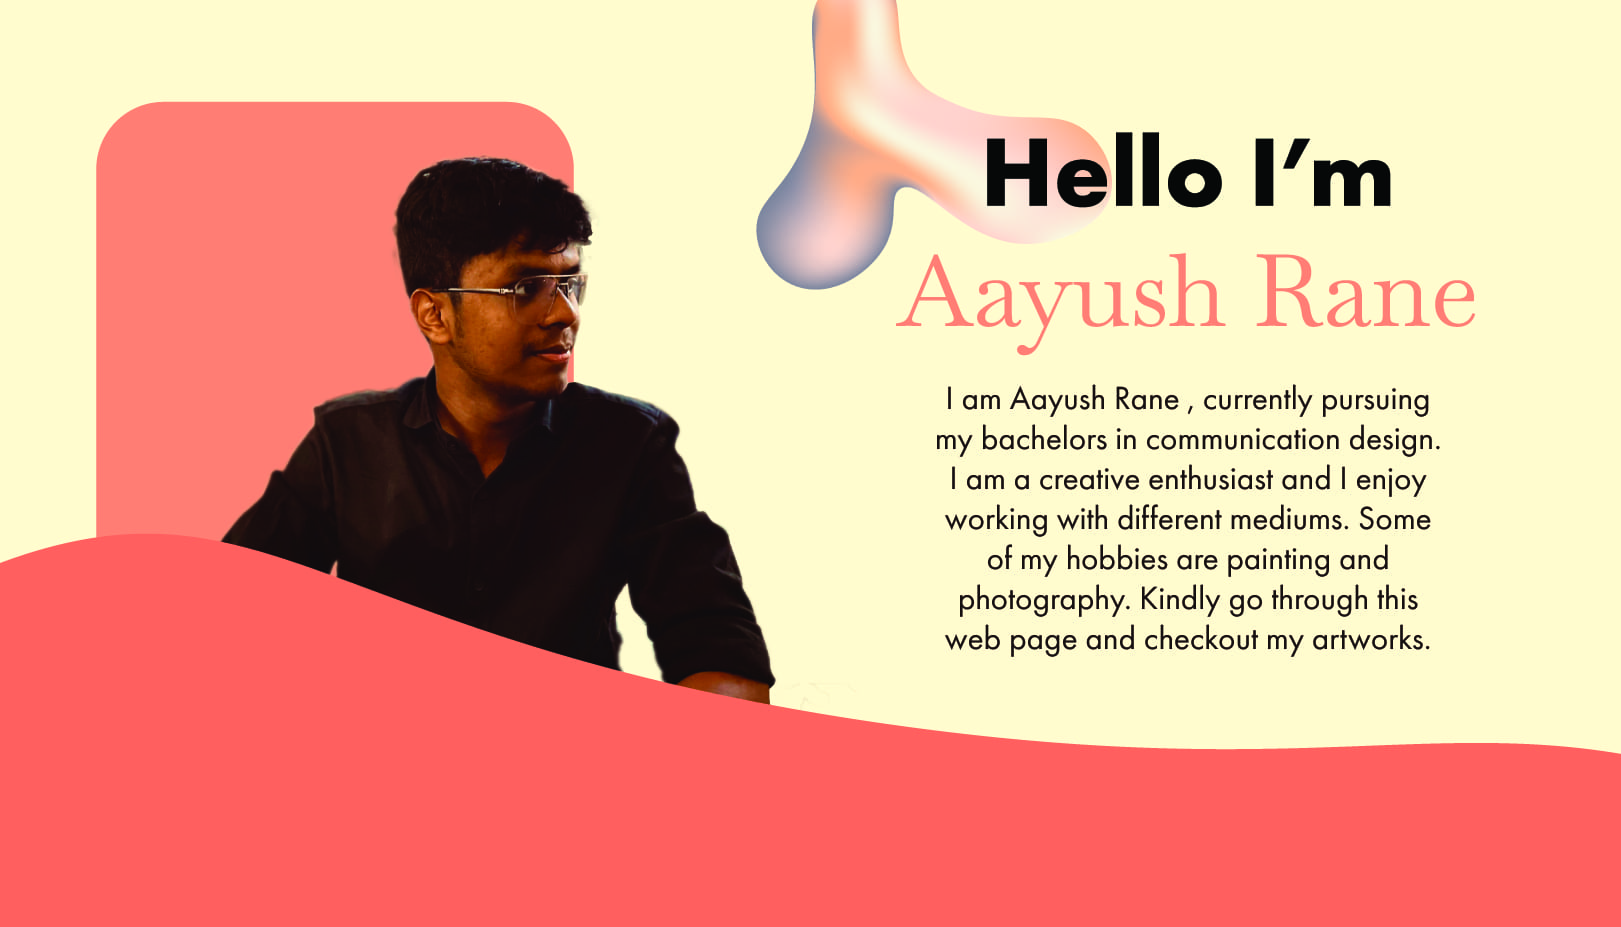 Hello I’m
Aayush Rane
I am Aayush Rane , currently pursuing
my bachelors in communication design.
I am a creative enthusiast and I enjoy
working with different mediums. Some
of my hobbies are painting and
photography. Kindly go through this
web page and checkout my artworks.